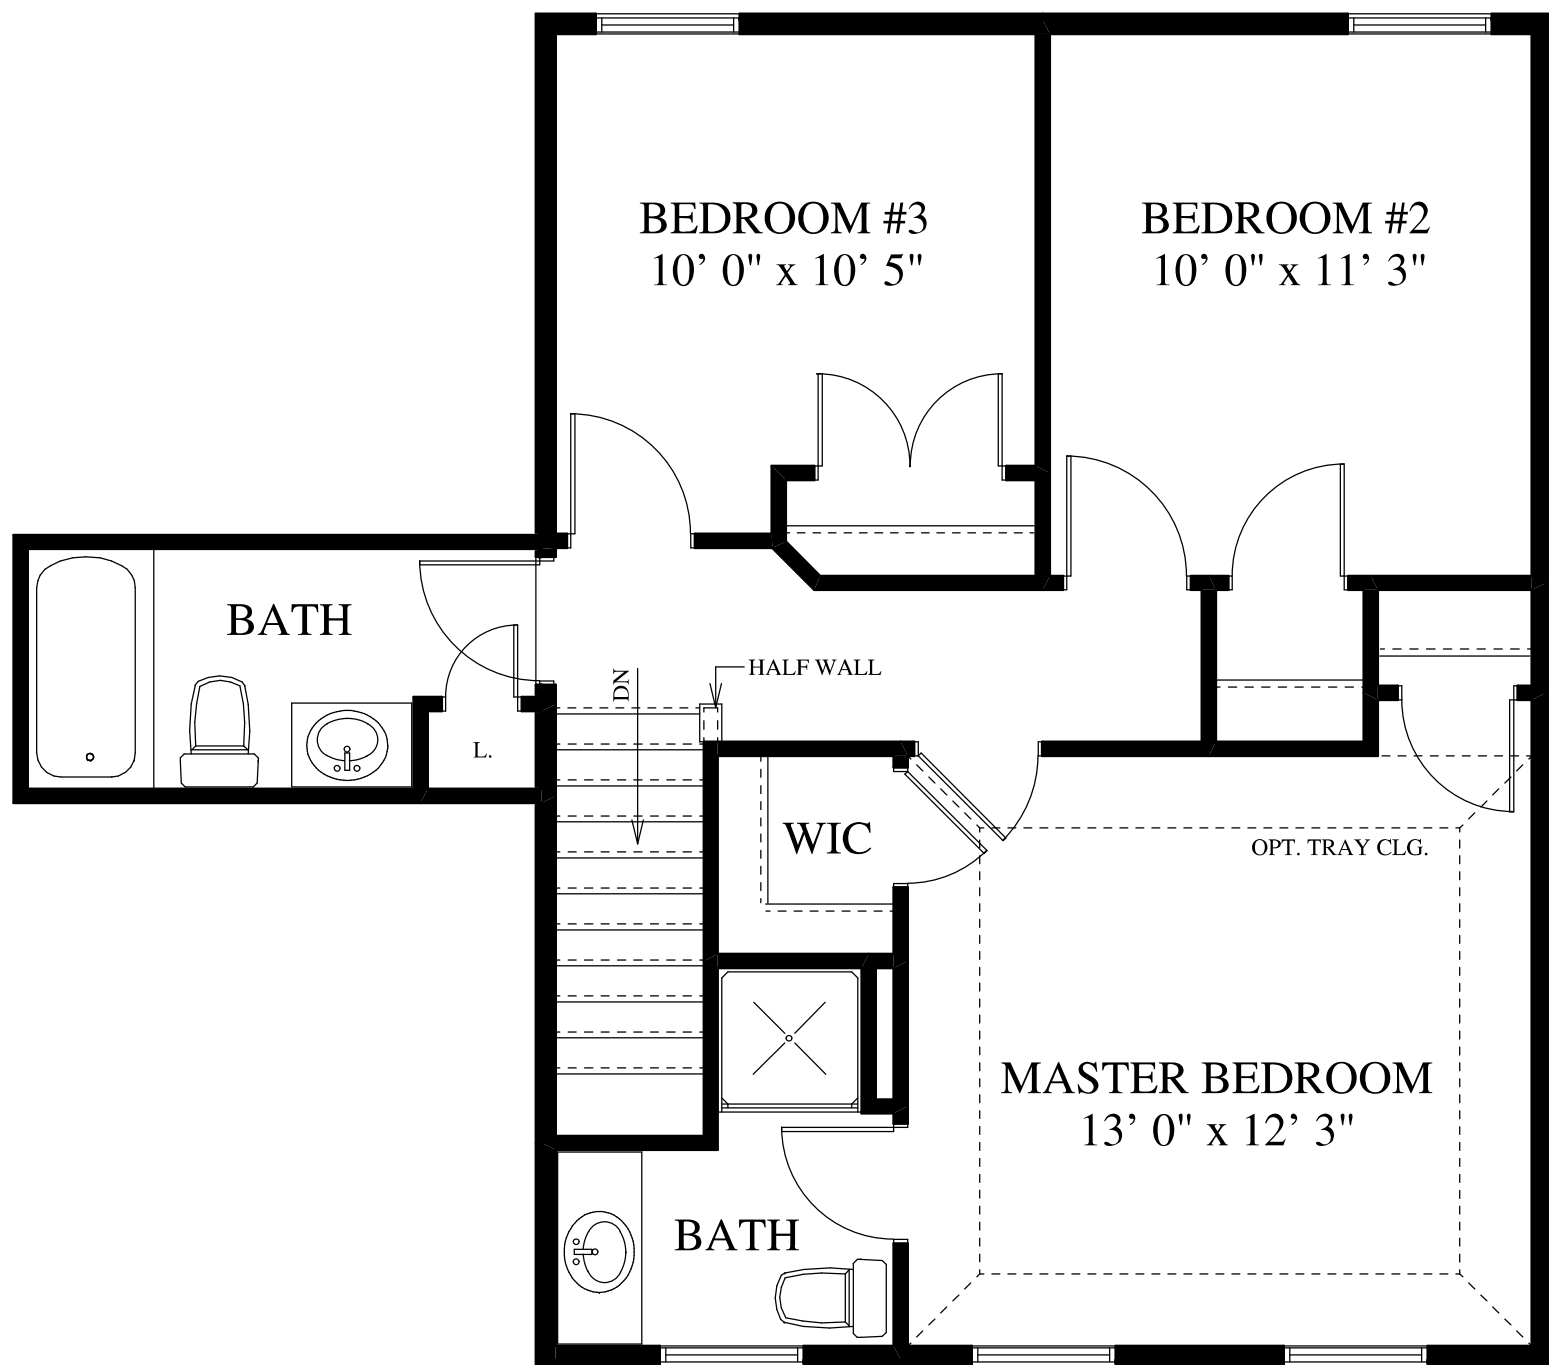 BEDROOM #3
10’ 0" x 10’ 5"
BEDROOM #2
10’ 0" x 11’ 3"
BATH
HALF WALL
DN
L.
WIC
OPT. TRAY CLG.
MASTER BEDROOM
13’ 0" x 12’ 3"
BATH